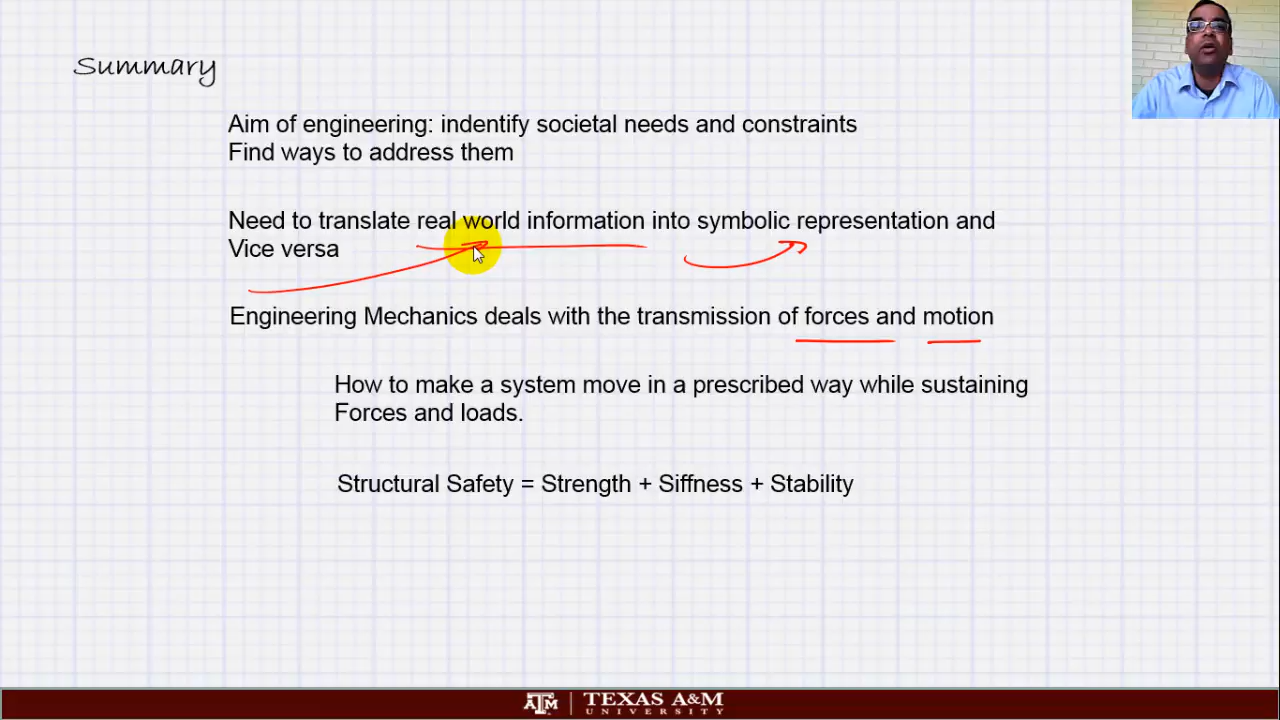 Summary
Aim of engineering: indentify societal needs and constraints
Find ways to address them
Need to translate real world information into symbolic representation and
Vice versa
Engineering Mechanics deals with the transmission of forces and motion
How to make a system move in a prescribed way while sustaining
Forces and loads.
Structural Safety = Strength + Siffness + Stability
ATM | TEXAS A&M
UNIVERSITY